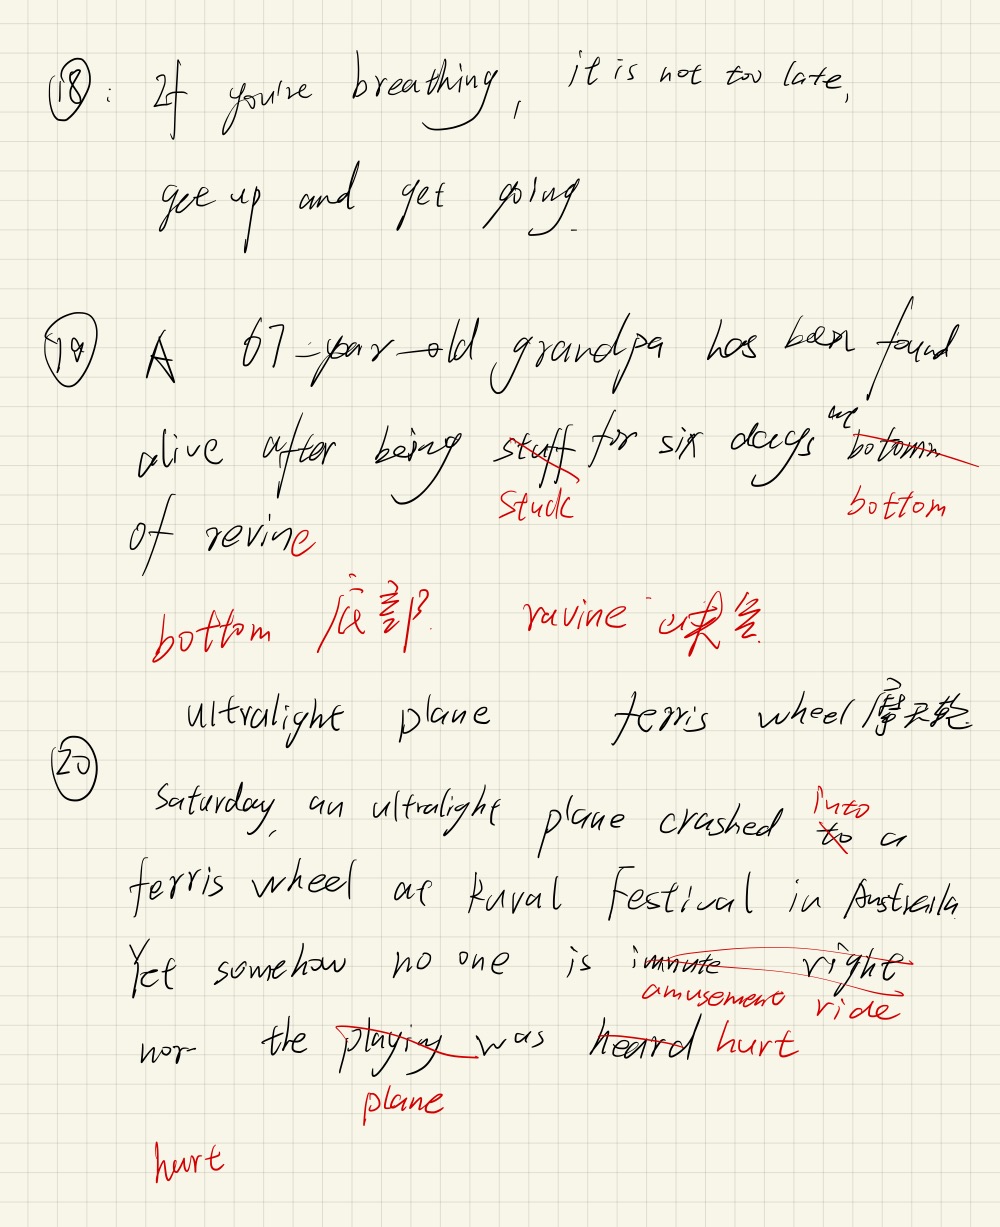 18: If you're breathing, it is not too late,
get up and get going.
19 A 67-year-old grandpa has been found
alive after being stuff for six days at botomn
stuck bottom
of revine
bottom 底部 ravine 峡谷
ultralight plane ferris wheel 摩天轮
20
Saturday, an ultralight plane crashed to into a
ferris wheel at Rural Festival in Austraila
Yet somehow no one is right
amusement ride
nor the playing was heard hurt
plane
hurt